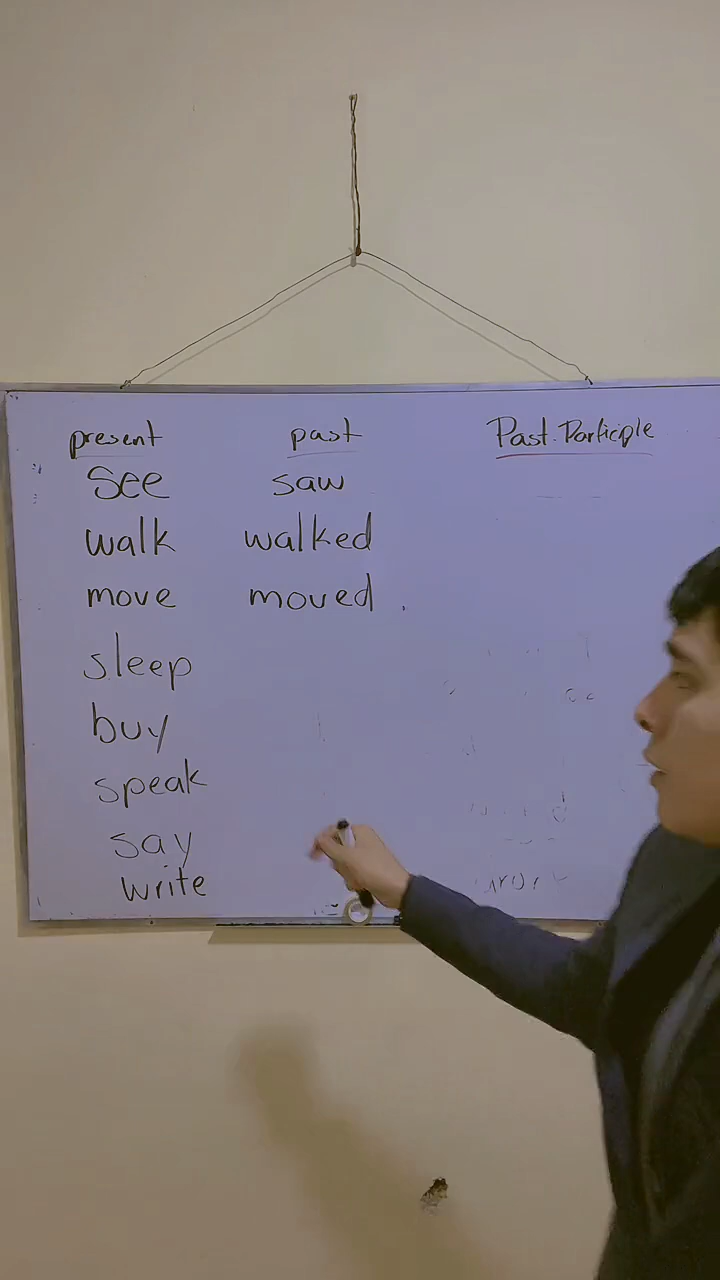 present past Past. Participle
see saw
walk walked
move moved
sleep
buy
speak
say
write